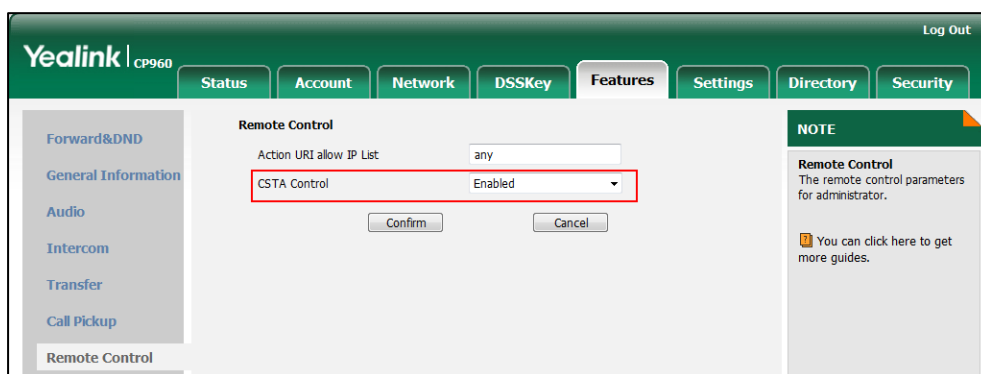 Log Out
Yealink | CP960
Status Account Network DSSKey Features Settings Directory Security
Forward&DND
General Information
Audio
Intercom
Transfer
Call Pickup
Remote Control
Remote Control
Action URI allow IP List any
CSTA Control Enabled
Confirm Cancel
NOTE
Remote Control
The remote control parameters
for administrator.
You can click here to get
more guides.